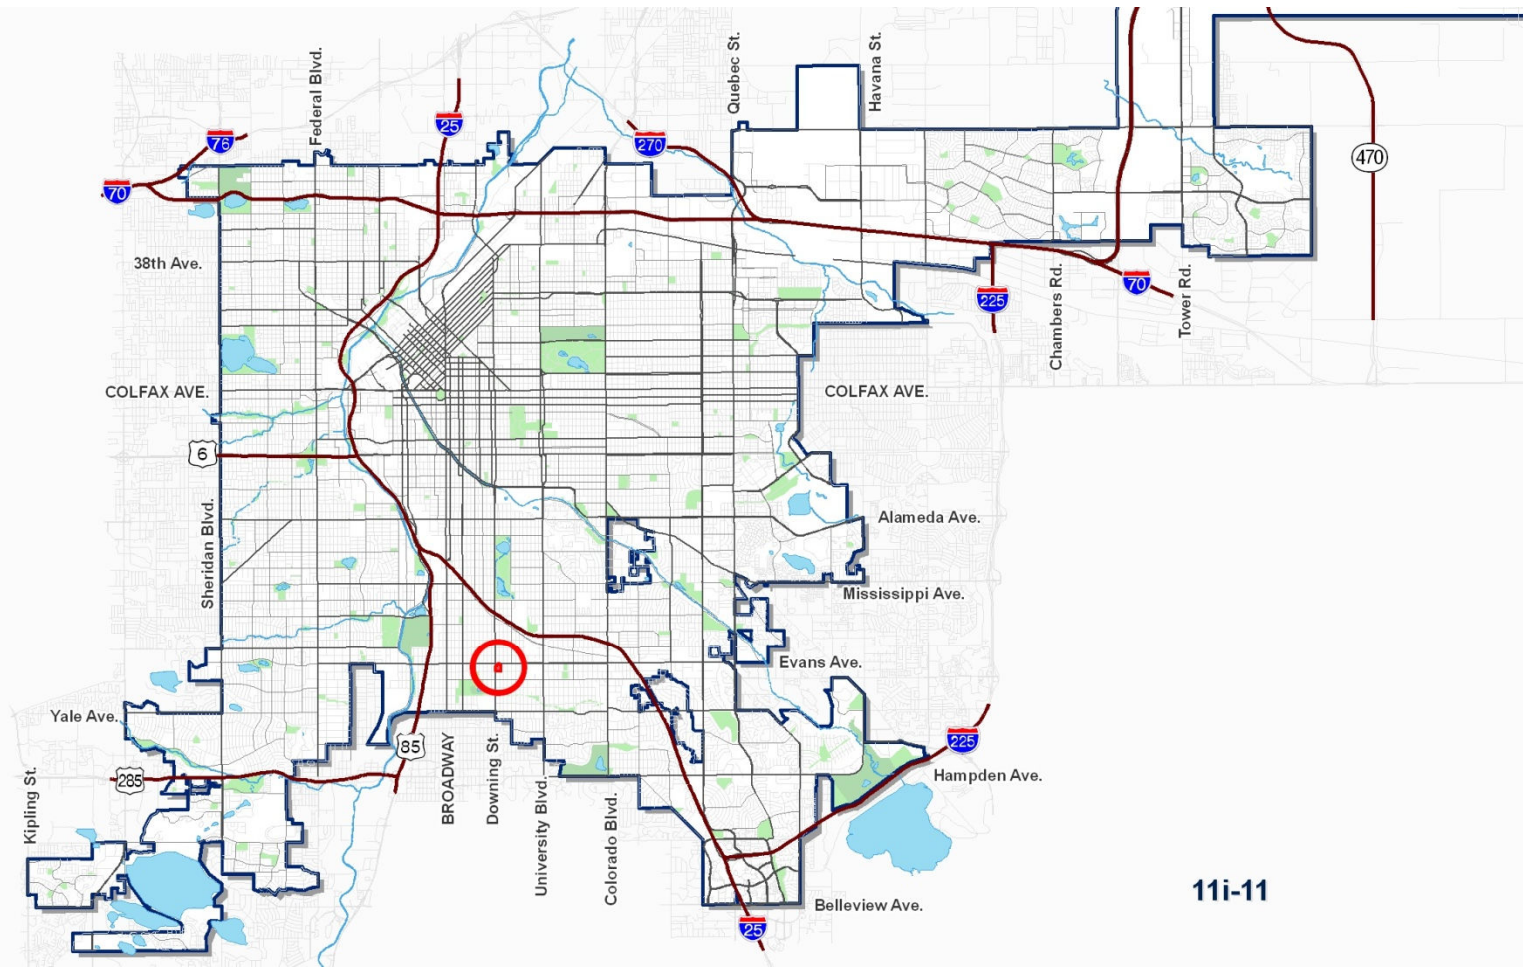 Federal Blvd.
Quebec St.
Havana St.
76
25
270
70
470
38th Ave.
225
Chambers Rd.
70
Tower Rd.
COLFAX AVE.
COLFAX AVE.
6
Sheridan Blvd.
Alameda Ave.
Mississippi Ave.
Evans Ave.
Yale Ave.
85
BROADWAY
Downing St.
225
285
Hampden Ave.
Kipling St.
University Blvd.
Colorado Blvd.
11i-11
Belleview Ave.
25